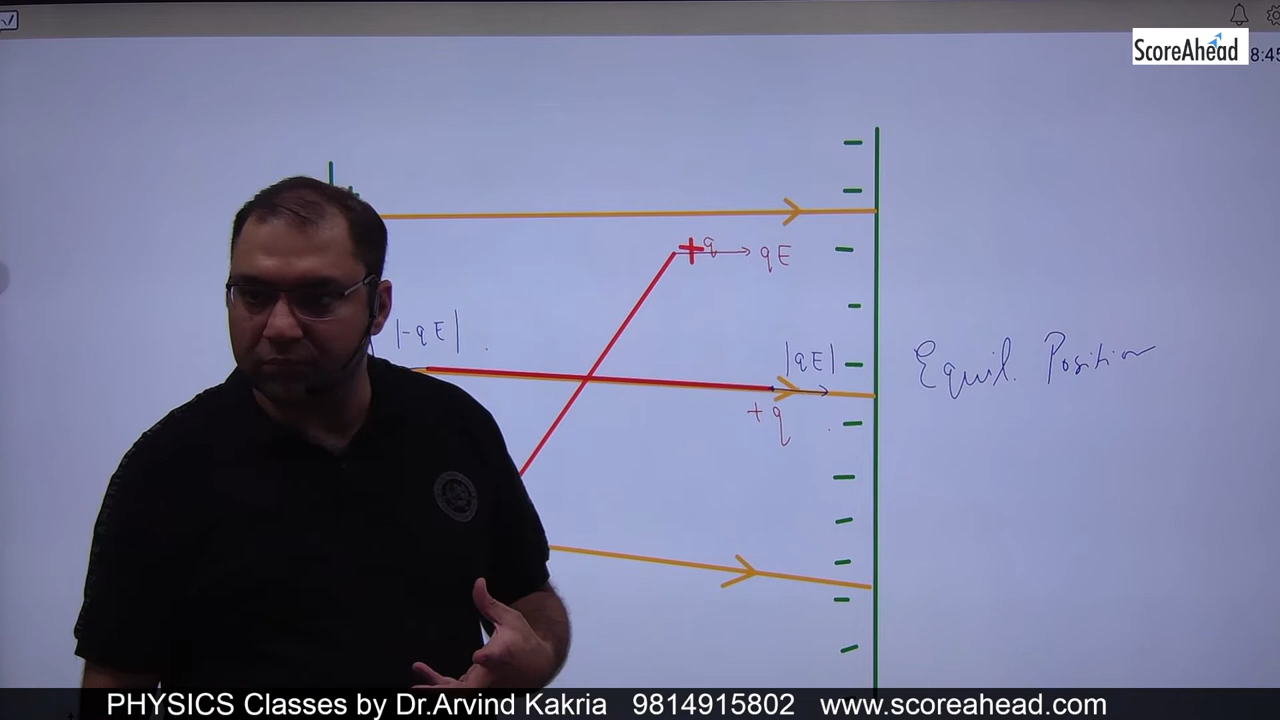 ScoreAhead
8:45
+q
qE
|-qE|
|qE|
+q
Equil. Position
PHYSICS Classes by Dr.Arvind Kakria 9814915802 www.scoreahead.com